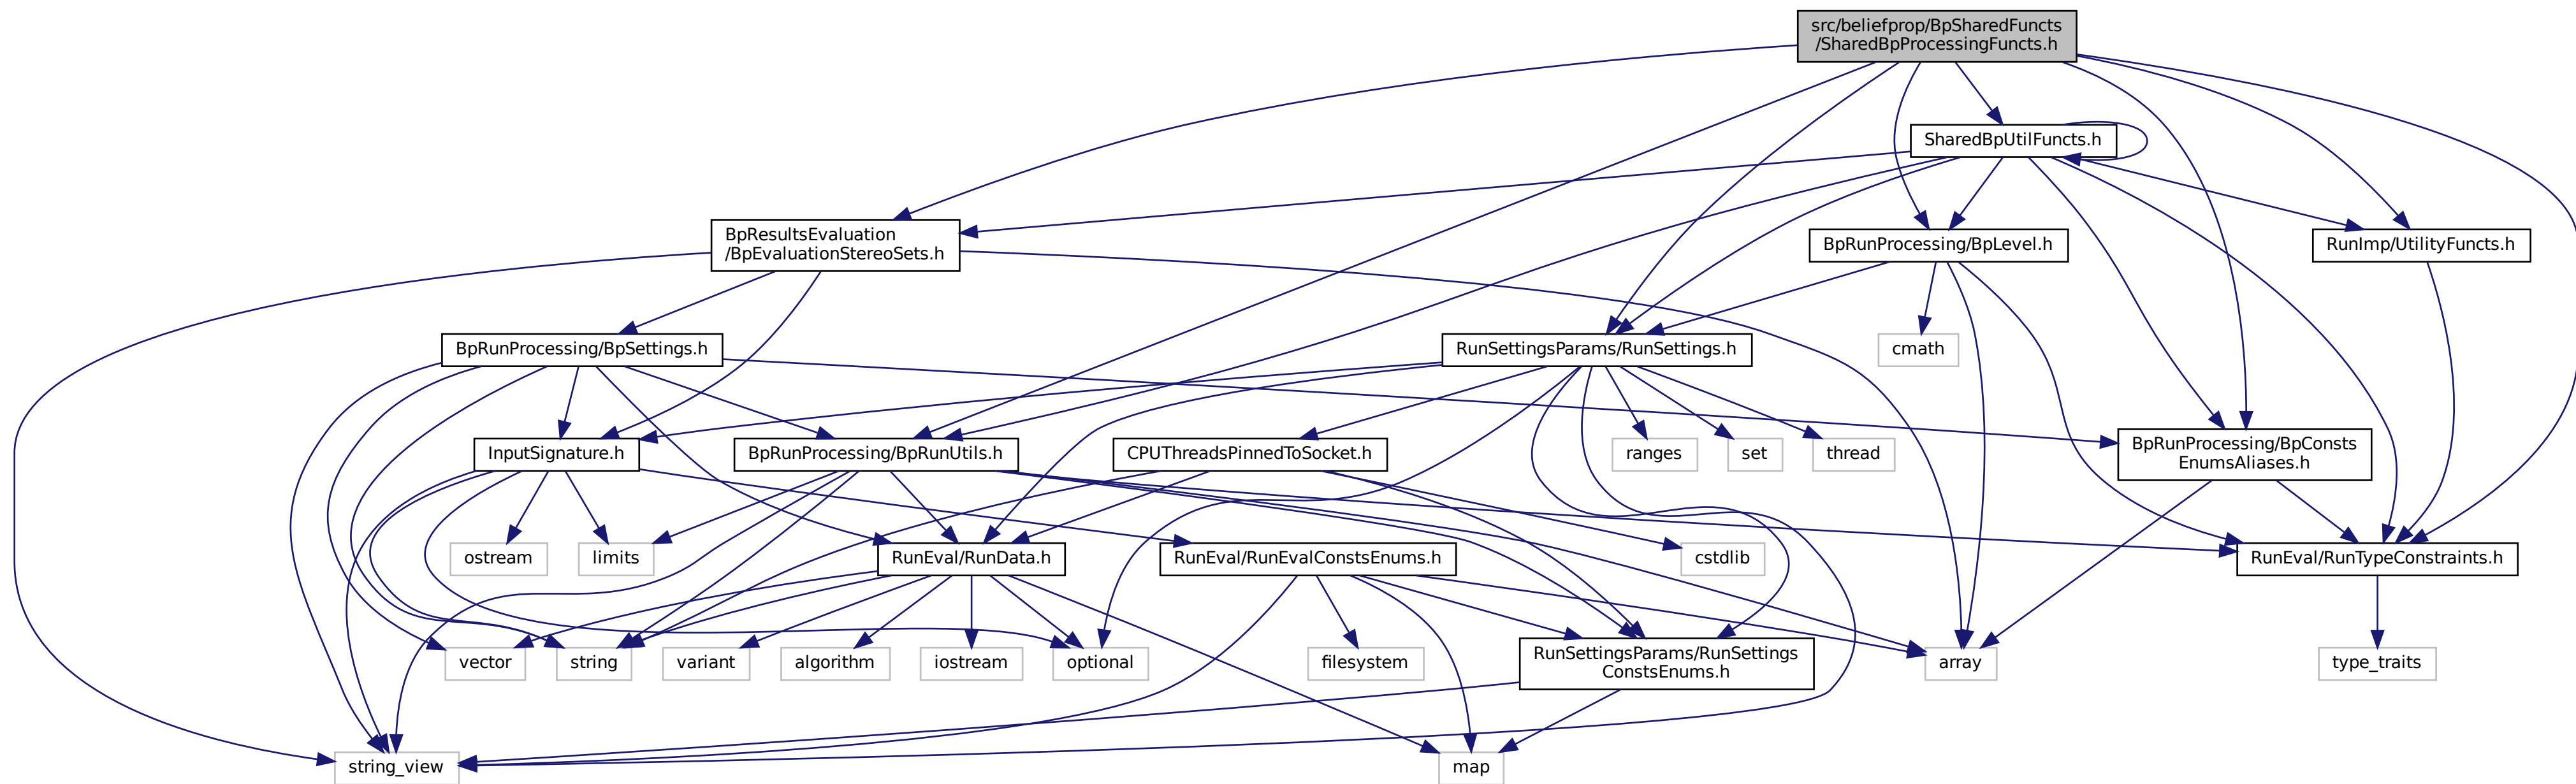 src/beliefprop/BpSharedFuncts
/SharedBpProcessingFuncts.h
SharedBpUtilFuncts.h
BpResultsEvaluation
/BpEvaluationStereoSets.h
BpRunProcessing/BpLevel.h
RunImp/UtilityFuncts.h
BpRunProcessing/BpSettings.h
RunSettingsParams/RunSettings.h
cmath
InputSignature.h
BpRunProcessing/BpRunUtils.h
CPUThreadsPinnedToSocket.h
ranges
set
thread
BpRunProcessing/BpConsts
EnumsAliases.h
ostream
limits
RunEval/RunData.h
RunEval/RunEvalConstsEnums.h
cstdlib
RunEval/RunTypeConstraints.h
vector
string
variant
algorithm
iostream
optional
filesystem
RunSettingsParams/RunSettings
ConstsEnums.h
array
type_traits
string_view
map